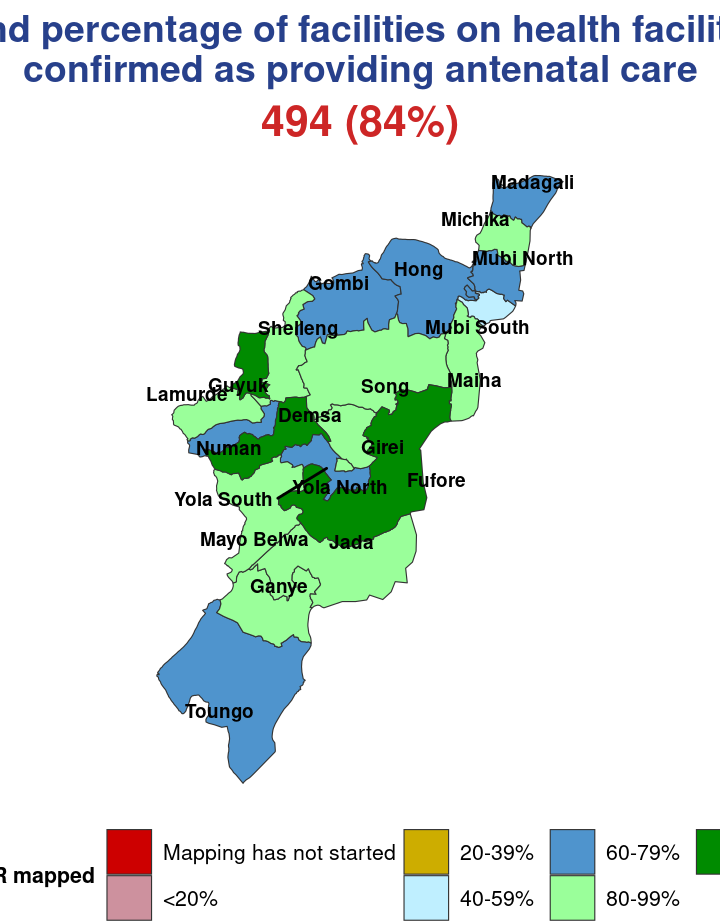 percentage of facilities on health
confirmed as providing antenatal care
494 (84%)
Madagali
Michika
Mubi North
Hong
Gombi
Shelleng
Mubi South
Guyuk
Lamurde
Song
Maiha
Demsa
Numan
Girei
Fufore
Yola North
Yola South
Mayo Belwa
Jada
Ganye
Toungo
mapped
Mapping has not started
20-39%
60-79%
<20%
40-59%
80-99%